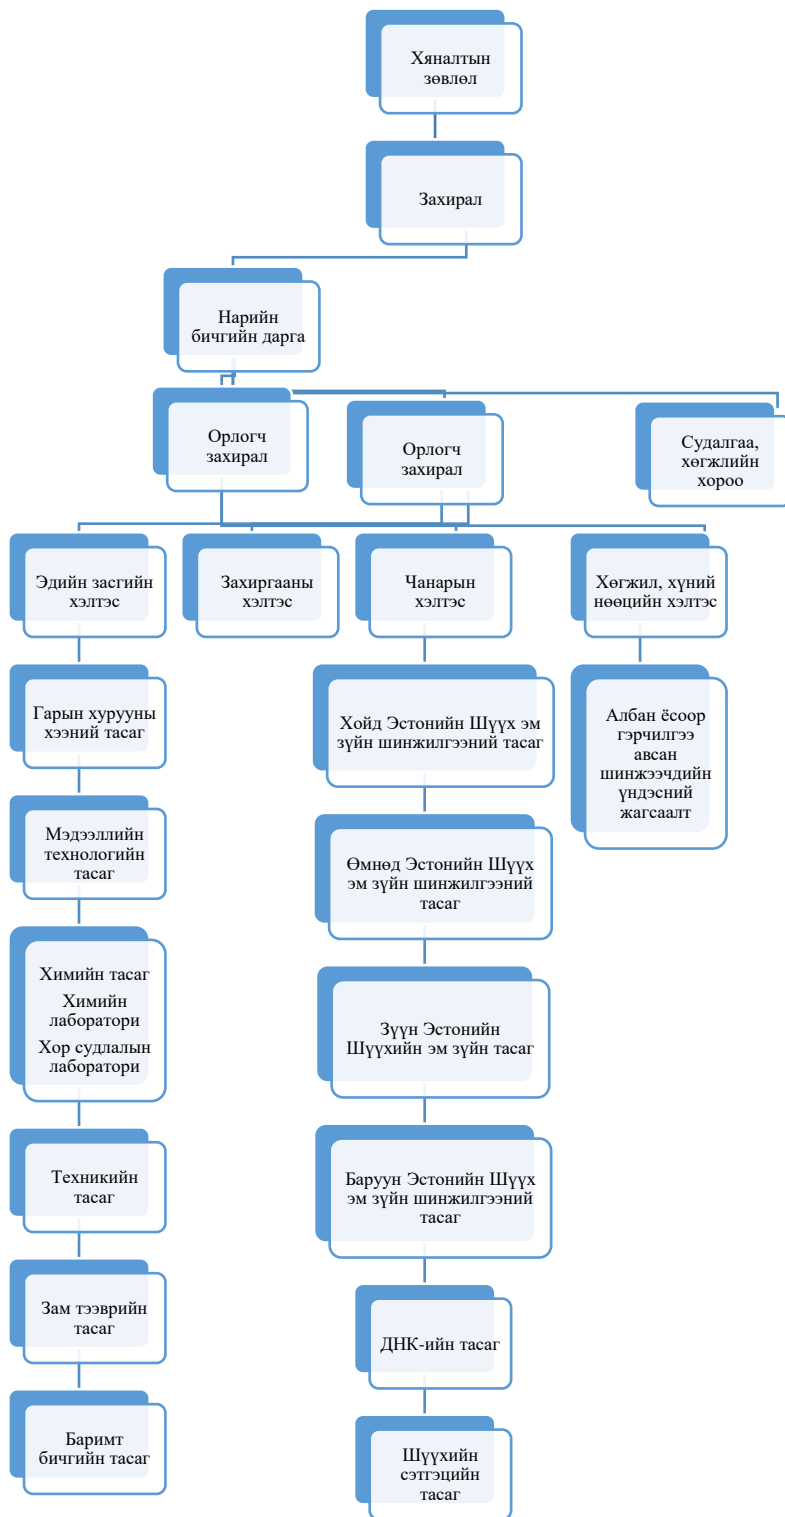 Хяналтын
зөвлөл
Захирал
Нарийн
бичгийн дарга
Орлогч
захирал
Орлогч
захирал
Судалгаа,
хөгжлийн
хороо
Эдийн засгийн
хэлтэс
Захиргааны
хэлтэс
Чанарын
хэлтэс
Хөгжил, хүний
нөөцийн хэлтэс
Гарын хурууны
хээний тасаг
Мэдээллийн
технологийн
тасаг
Химийн тасаг
Химийн
лаборатори
Хор судлалын
лаборатори
Техникийн
тасаг
Зам тээврийн
тасаг
Баримт
бичгийн тасаг
Хойд Эстонийн Шүүх эм
зүйн шинжилгээний тасаг
Өмнөд Эстонийн Шүүх
эм зүйн шинжилгээний
тасаг
Зүүн Эстонийн
Шүүхийн эм зүйн тасаг
Баруун Эстонийн Шүүх
эм зүйн шинжилгээний
тасаг
ДНК-ийн тасаг
Шүүхийн
сэтгэцийн
тасаг
Албан ёсоор
гэрчилгээ
авсан
шинжээчдийн
үндэсний
жагсаалт